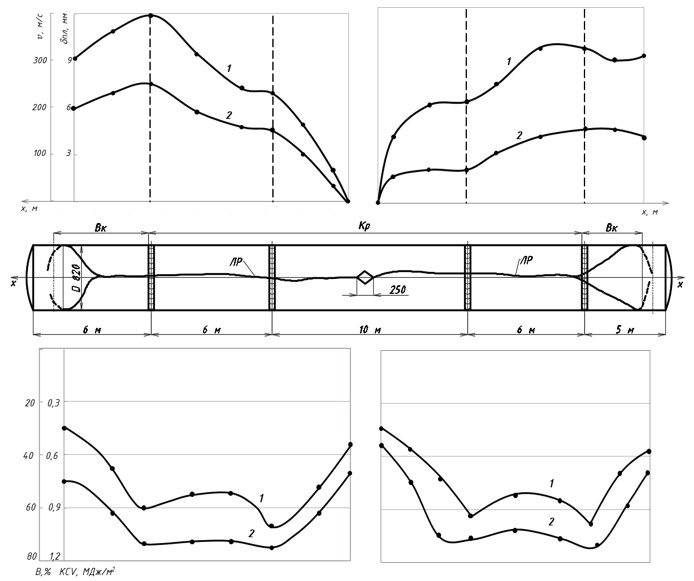 υ, м/с
δпл, мм
300
9
200
6
100
3
1
2
1
2
x, м
x, м
Вк
Кр
Вк
D 820
ЛР
ЛР
x
x
250
6 м
6 м
10 м
6 м
5 м
20
0,3
40
0,6
60
0,9
80
1,2
1
2
1
2
В,% KCV, МДж/м²